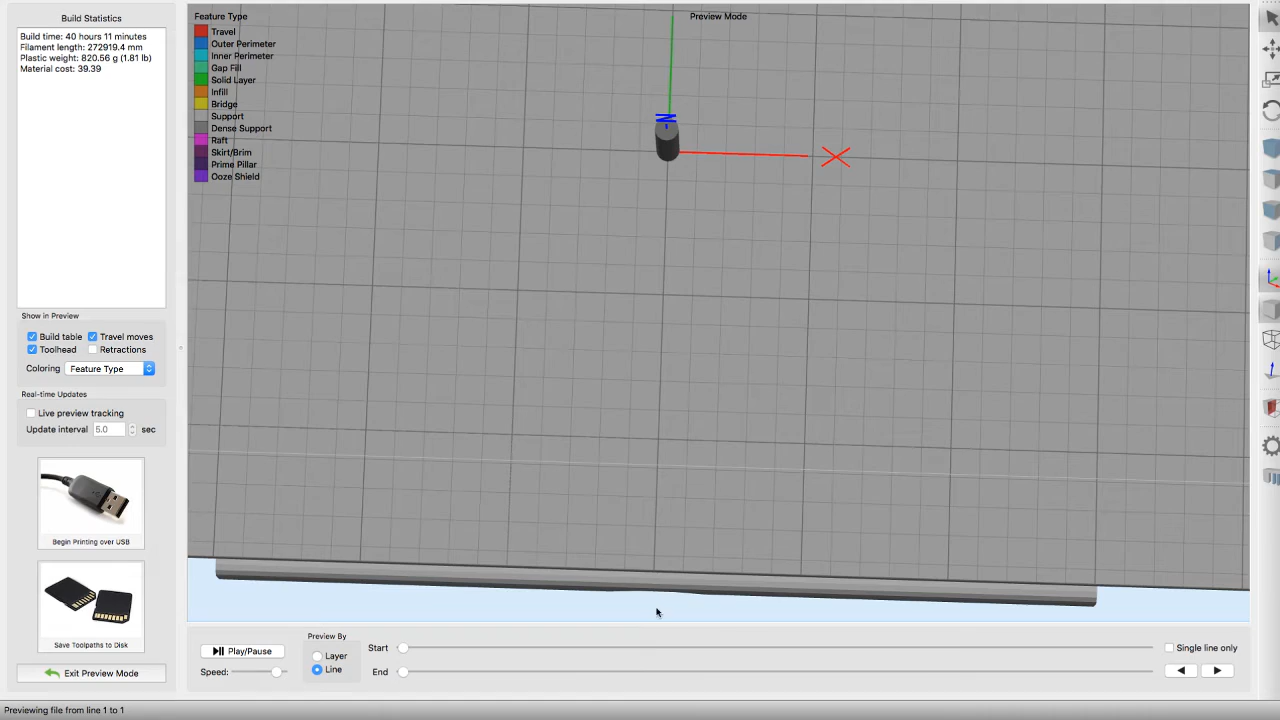 Build Statistics
Build time: 40 hours 11 minutes
Filament length: 272919.4 mm
Plastic weight: 820.56 g (1.81 lb)
Material cost: 39.39
Show in Preview
Build table
Travel moves
Toolhead
Retractions
Coloring
Feature Type
Real-time Updates
Live preview tracking
Update interval 5.0 sec
Begin Printing over USB
Save Toolpaths to Disk
Exit Preview Mode
Feature Type
Travel
Outer Perimeter
Inner Perimeter
Gap Fill
Solid Layer
Infill
Bridge
Support
Dense Support
Raft
Skirt/Brim
Prime Pillar
Ooze Shield
Preview Mode
Play/Pause
Speed:
Preview By
Layer
Line
Start
End
Single line only
Previewing file from line 1 to 1